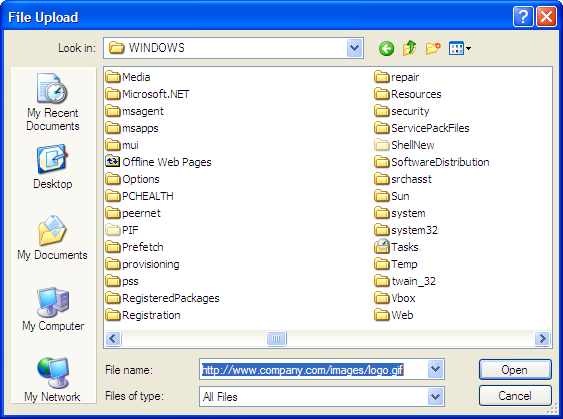 File Upload
Look in: WINDOWS
My Recent
Documents
Desktop
My Documents
My Computer
My Network
Media
Microsoft.NET
msagent
msapps
mui
Offline Web Pages
Options
PCHEALTH
peernet
PIF
Prefetch
provisioning
pss
RegisteredPackages
Registration
repair
Resources
security
ServicePackFiles
ShellNew
SoftwareDistribution
srchasst
Sun
system
system32
Tasks
Temp
twain_32
Vbox
Web
File name: http://www.company.com/images/logo.gif Open
Files of type: All Files Cancel